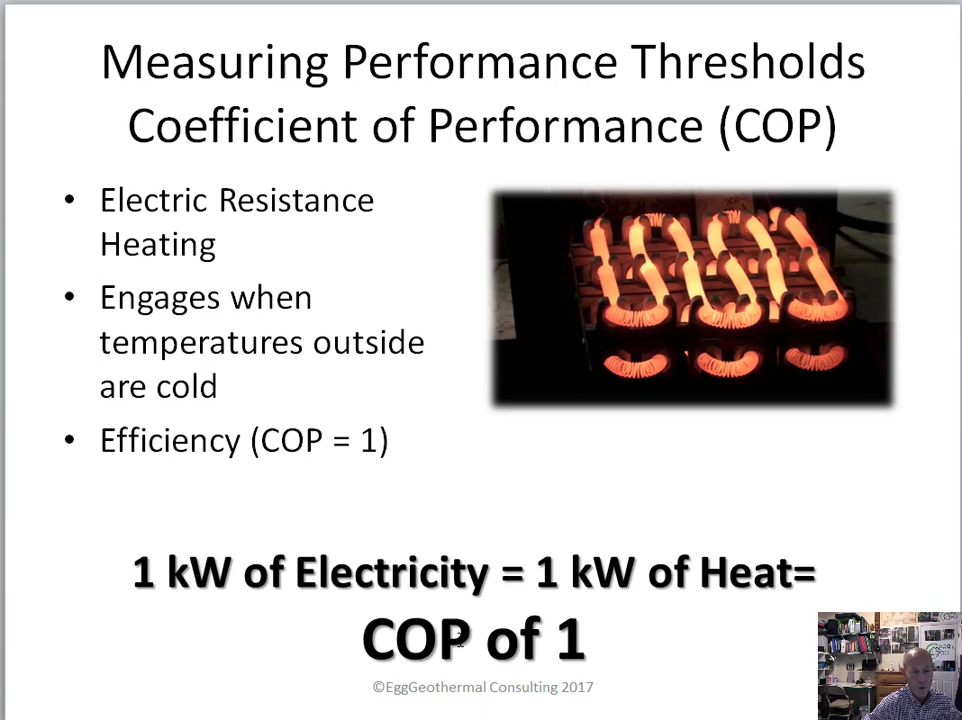 Measuring Performance Thresholds
Coefficient of Performance (COP)
• Electric Resistance
Heating
• Engages when
temperatures outside
are cold
• Efficiency (COP = 1)
1 kW of Electricity = 1 kW of Heat=
COP of 1
©EggGeothermal Consulting 2017